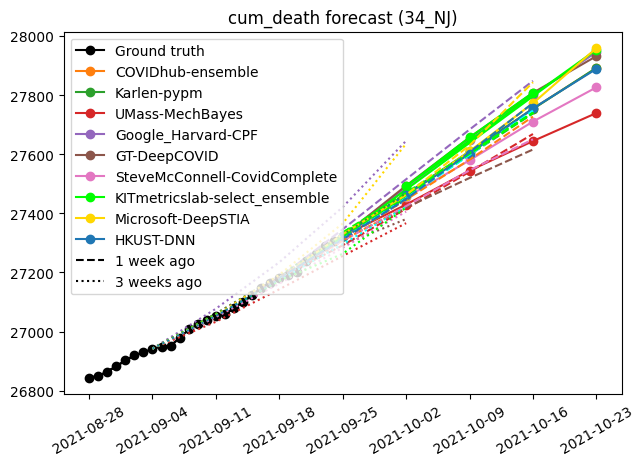 cum_death forecast (34_NJ)
28000
27800
27600
27400
27200
27000
26800
Ground truth
COVIDhub-ensemble
Karlen-pypm
UMass-MechBayes
Google_Harvard-CPF
GT-DeepCOVID
SteveMcConnell-CovidComplete
KITmetricslab-select_ensemble
Microsoft-DeepSTIA
HKUST-DNN
1 week ago
3 weeks ago
2021-08-28
2021-09-04
2021-09-11
2021-09-18
2021-09-25
2021-10-02
2021-10-09
2021-10-16
2021-10-23